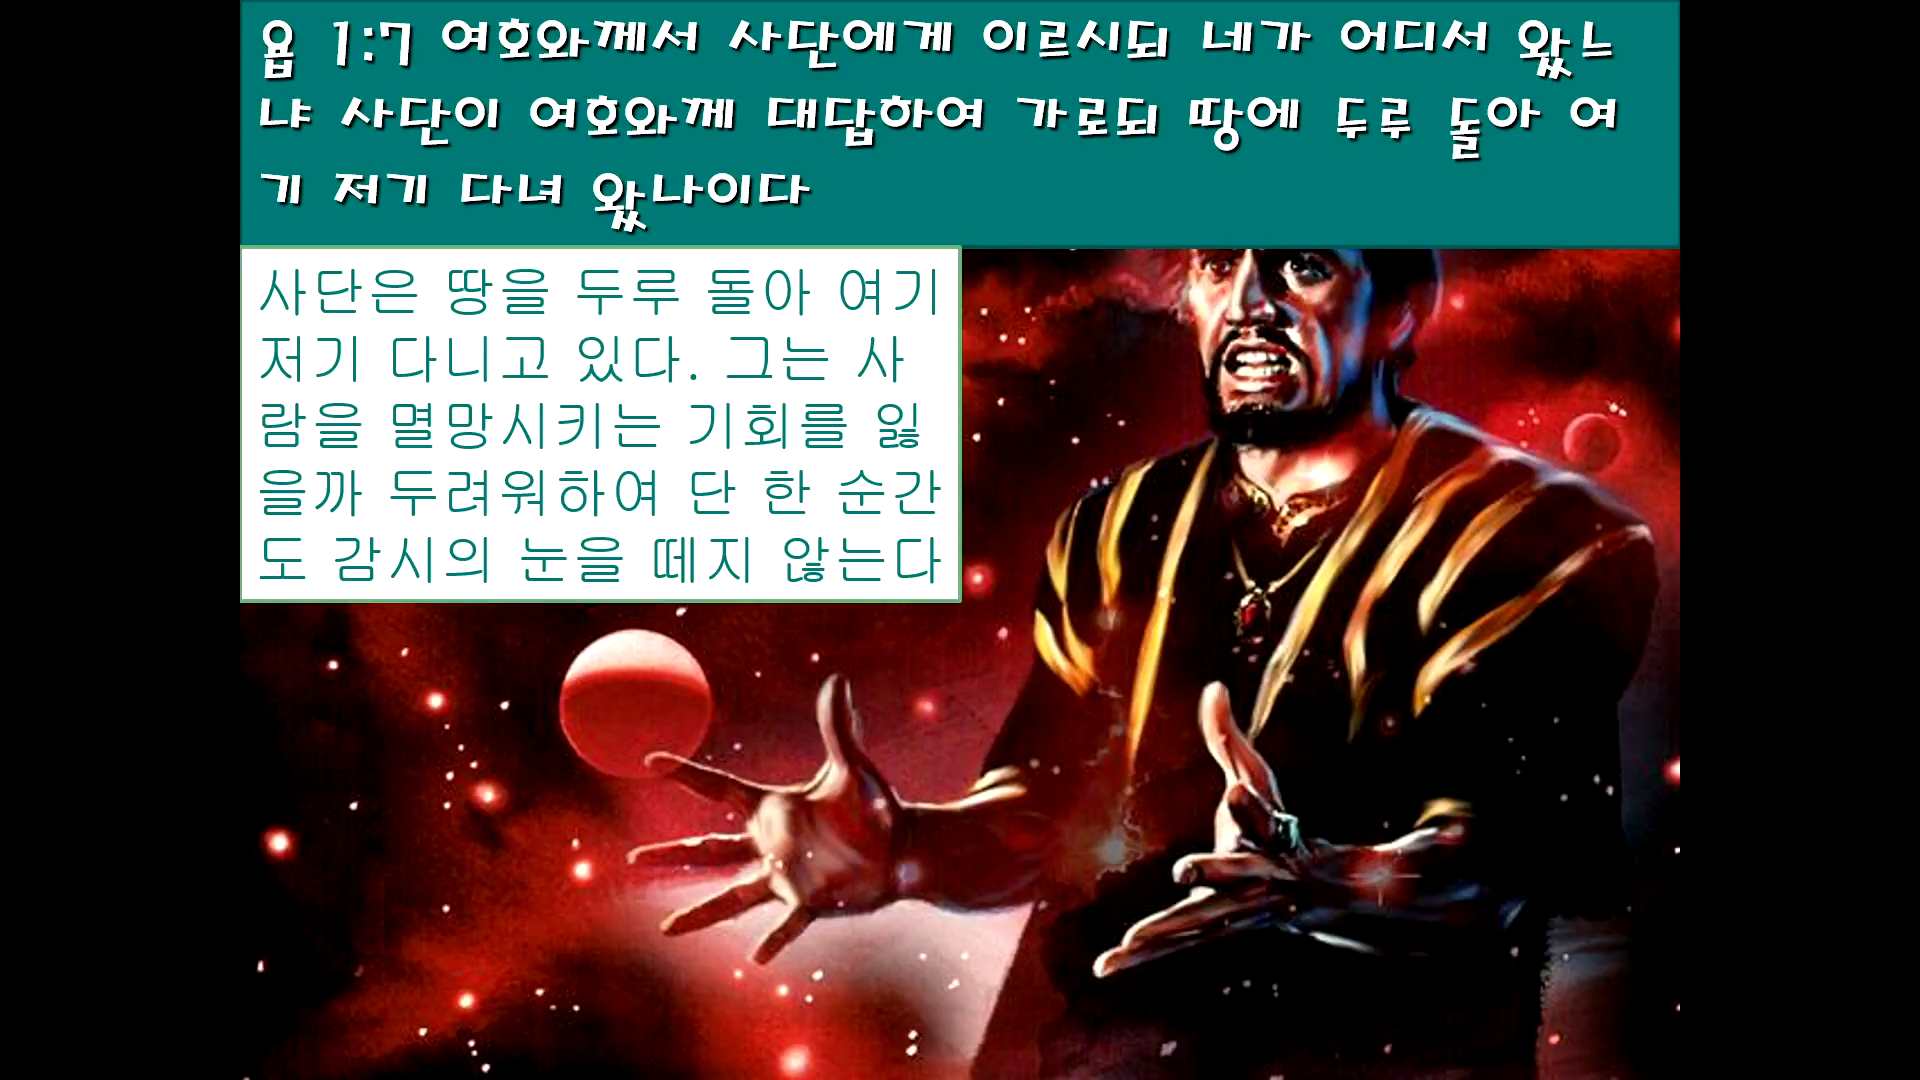 욥 1:7 여호와께서 사단에게 이르시되 네가 어디서 왔느
냐 사단이 여호와께 대답하여 가로되 땅에 두루 돌아 여
기 저기 다녀 왔나이다
사단은 땅을 두루 돌아 여기
저기 다니고 있다. 그는 사
람을 멸망시키는 기회를 잃
을까 두려워하여 단 한 순간
도 감시의 눈을 떼지 않는다